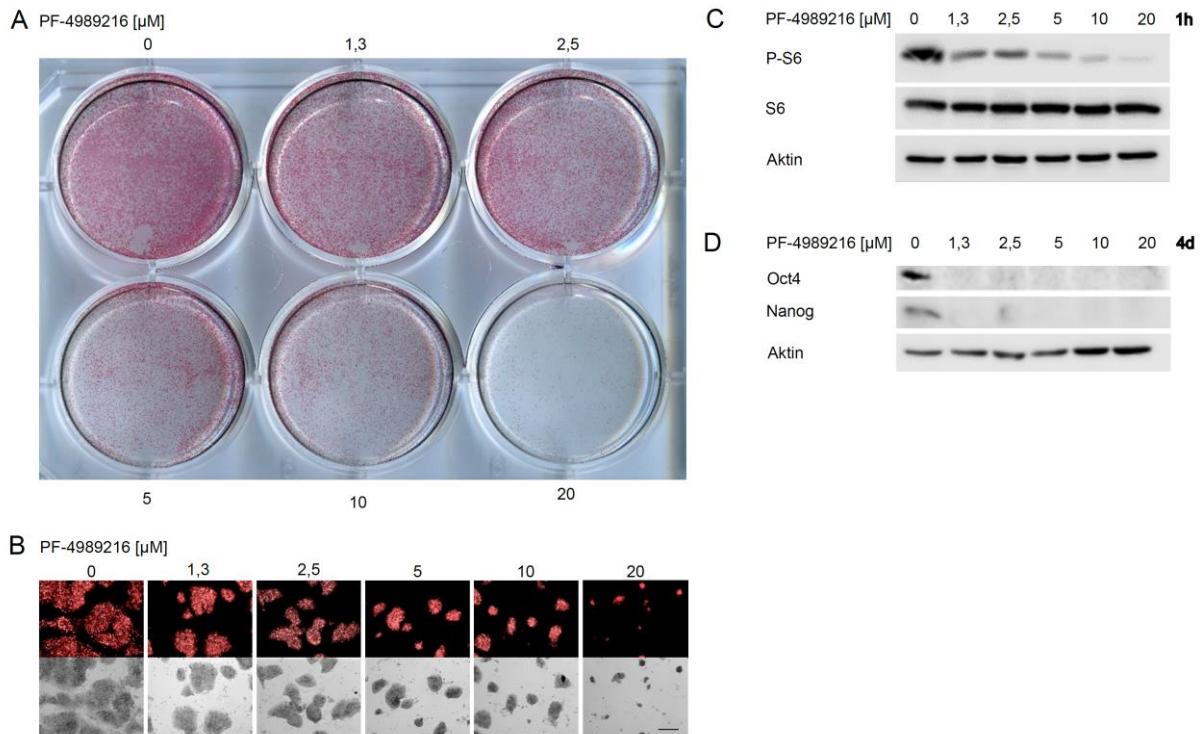 A
PF-4989216 [µM]
0 1,3 2,5
5 10 20
B PF-4989216 [µM]
0 1,3 2,5 5 10 20
C PF-4989216 [µM] 0 1,3 2,5 5 10 20 1h
P-S6
S6
Aktin
D PF-4989216 [µM] 0 1,3 2,5 5 10 20 4d
Oct4
Nanog
Aktin